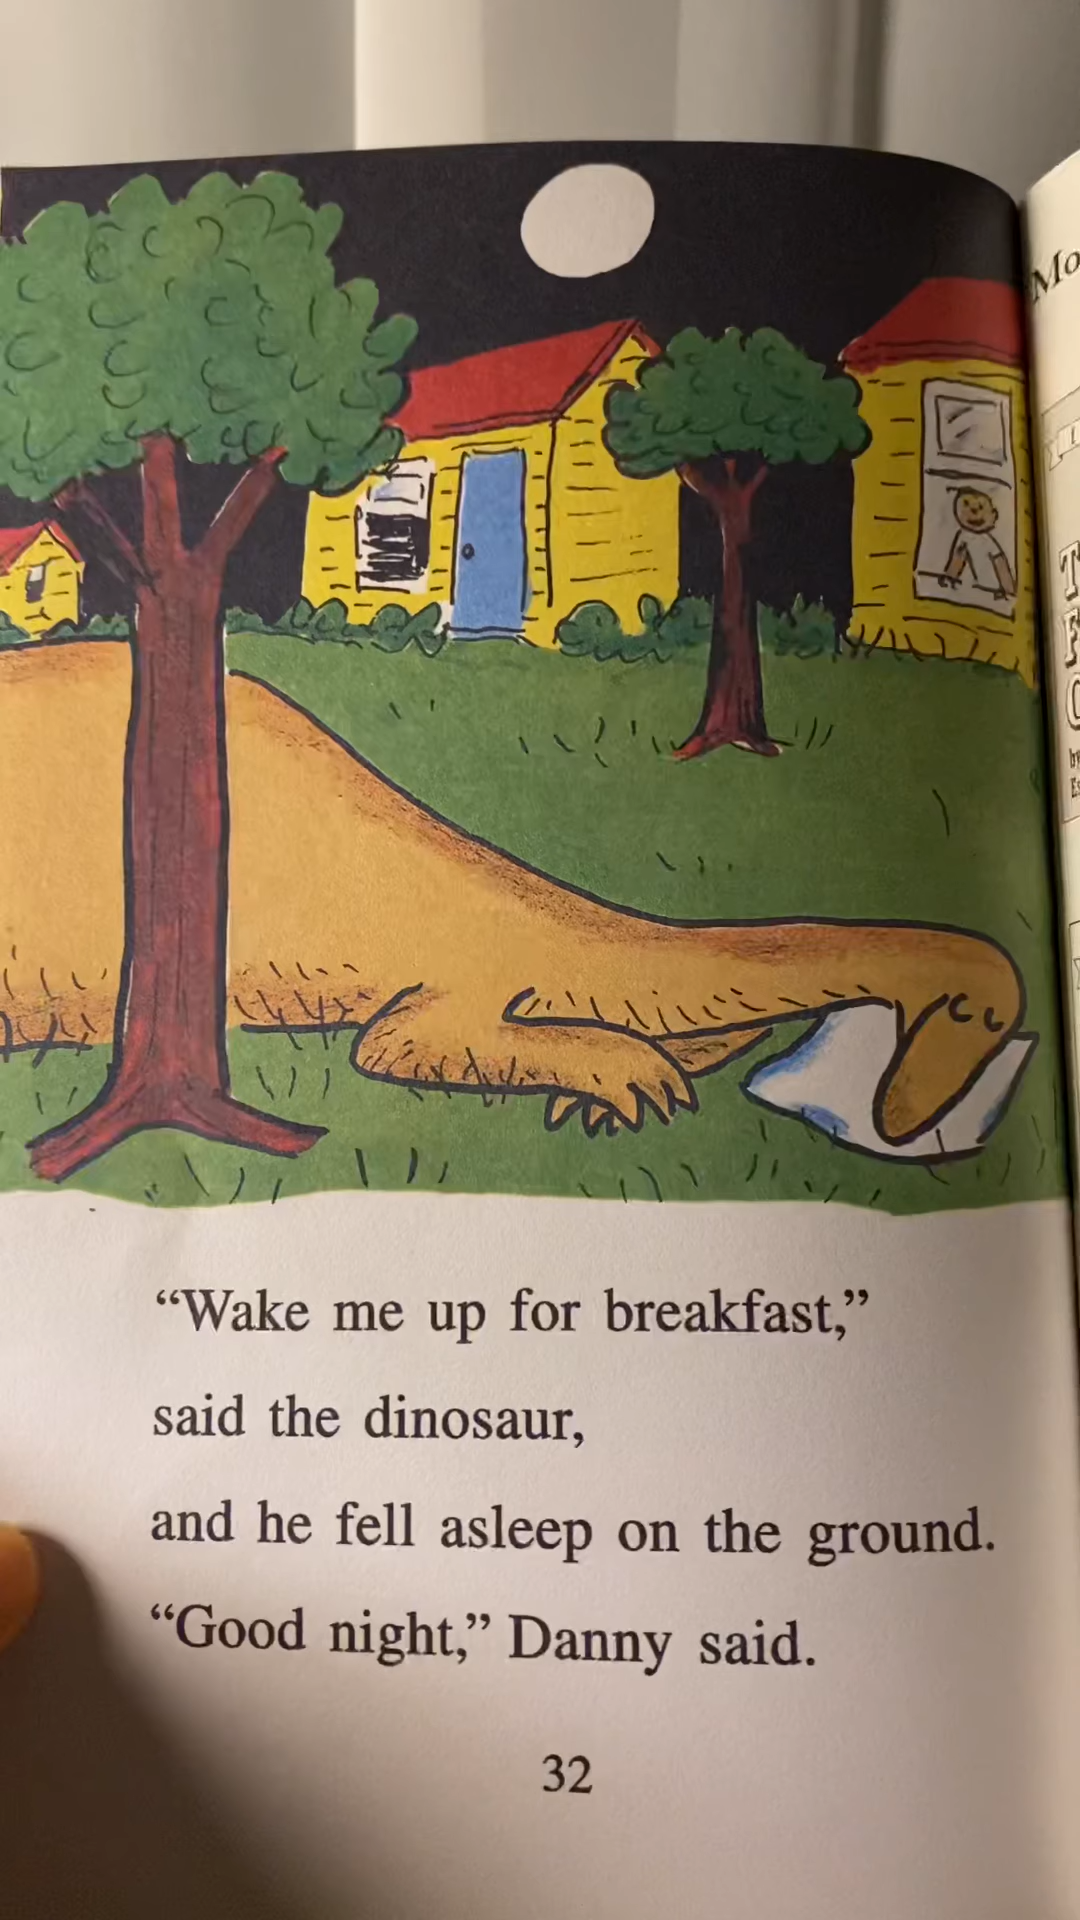 “Wake me up for breakfast,”
said the dinosaur,
and he fell asleep on the ground.
“Good night,” Danny said.
32
Mo